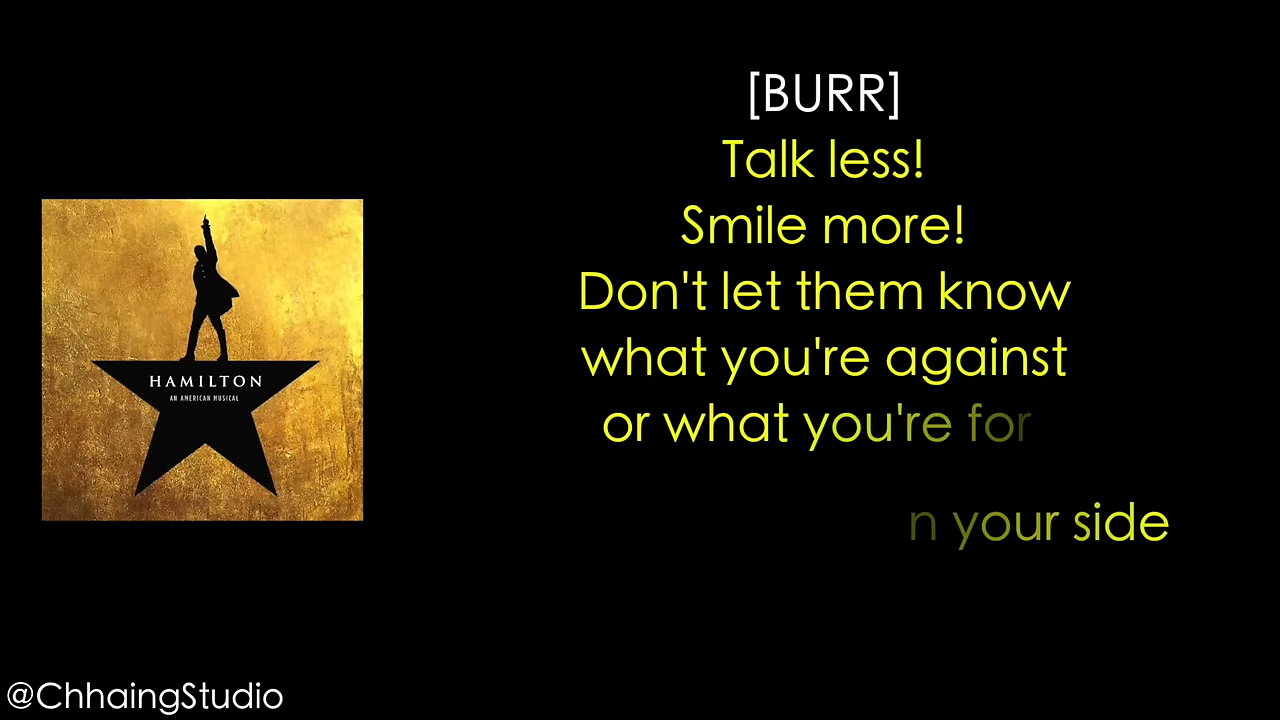 [BURR]
Talk less!
Smile more!
Don't let them know
what you're against
or what you're for
n your side
HAMILTON
AN AMERICAN MUSICAL
@ChhaingStudio